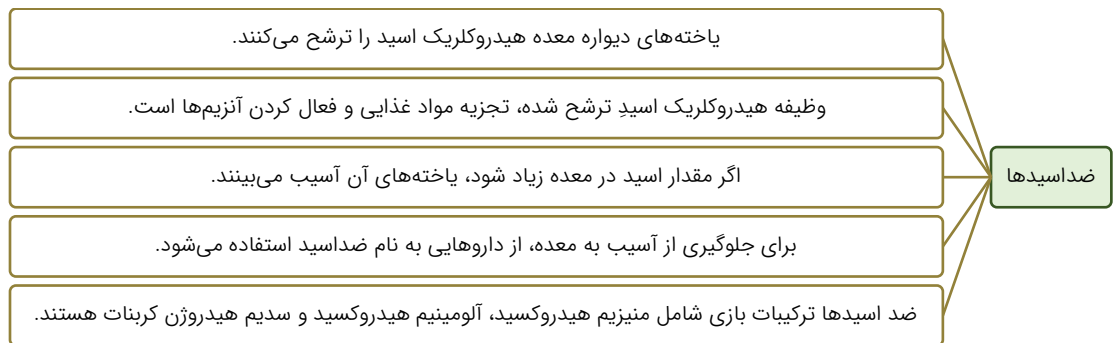 ضداسیدها
یاخته‌های دیواره معده هیدروکلریک اسید را ترشح می‌کنند.
وظیفه هیدروکلریک اسیدِ ترشح شده، تجزیه مواد غذایی و فعال کردن آنزیم‌ها است.
اگر مقدار اسید در معده زیاد شود، یاخته‌های آن آسیب می‌بینند.
برای جلوگیری از آسیب به معده، از داروهایی به نام ضداسید استفاده می‌شود.
ضد اسیدها ترکیبات بازی شامل منیزیم هیدروکسید، آلومینیم هیدروکسید و سدیم هیدروژن کربنات هستند.